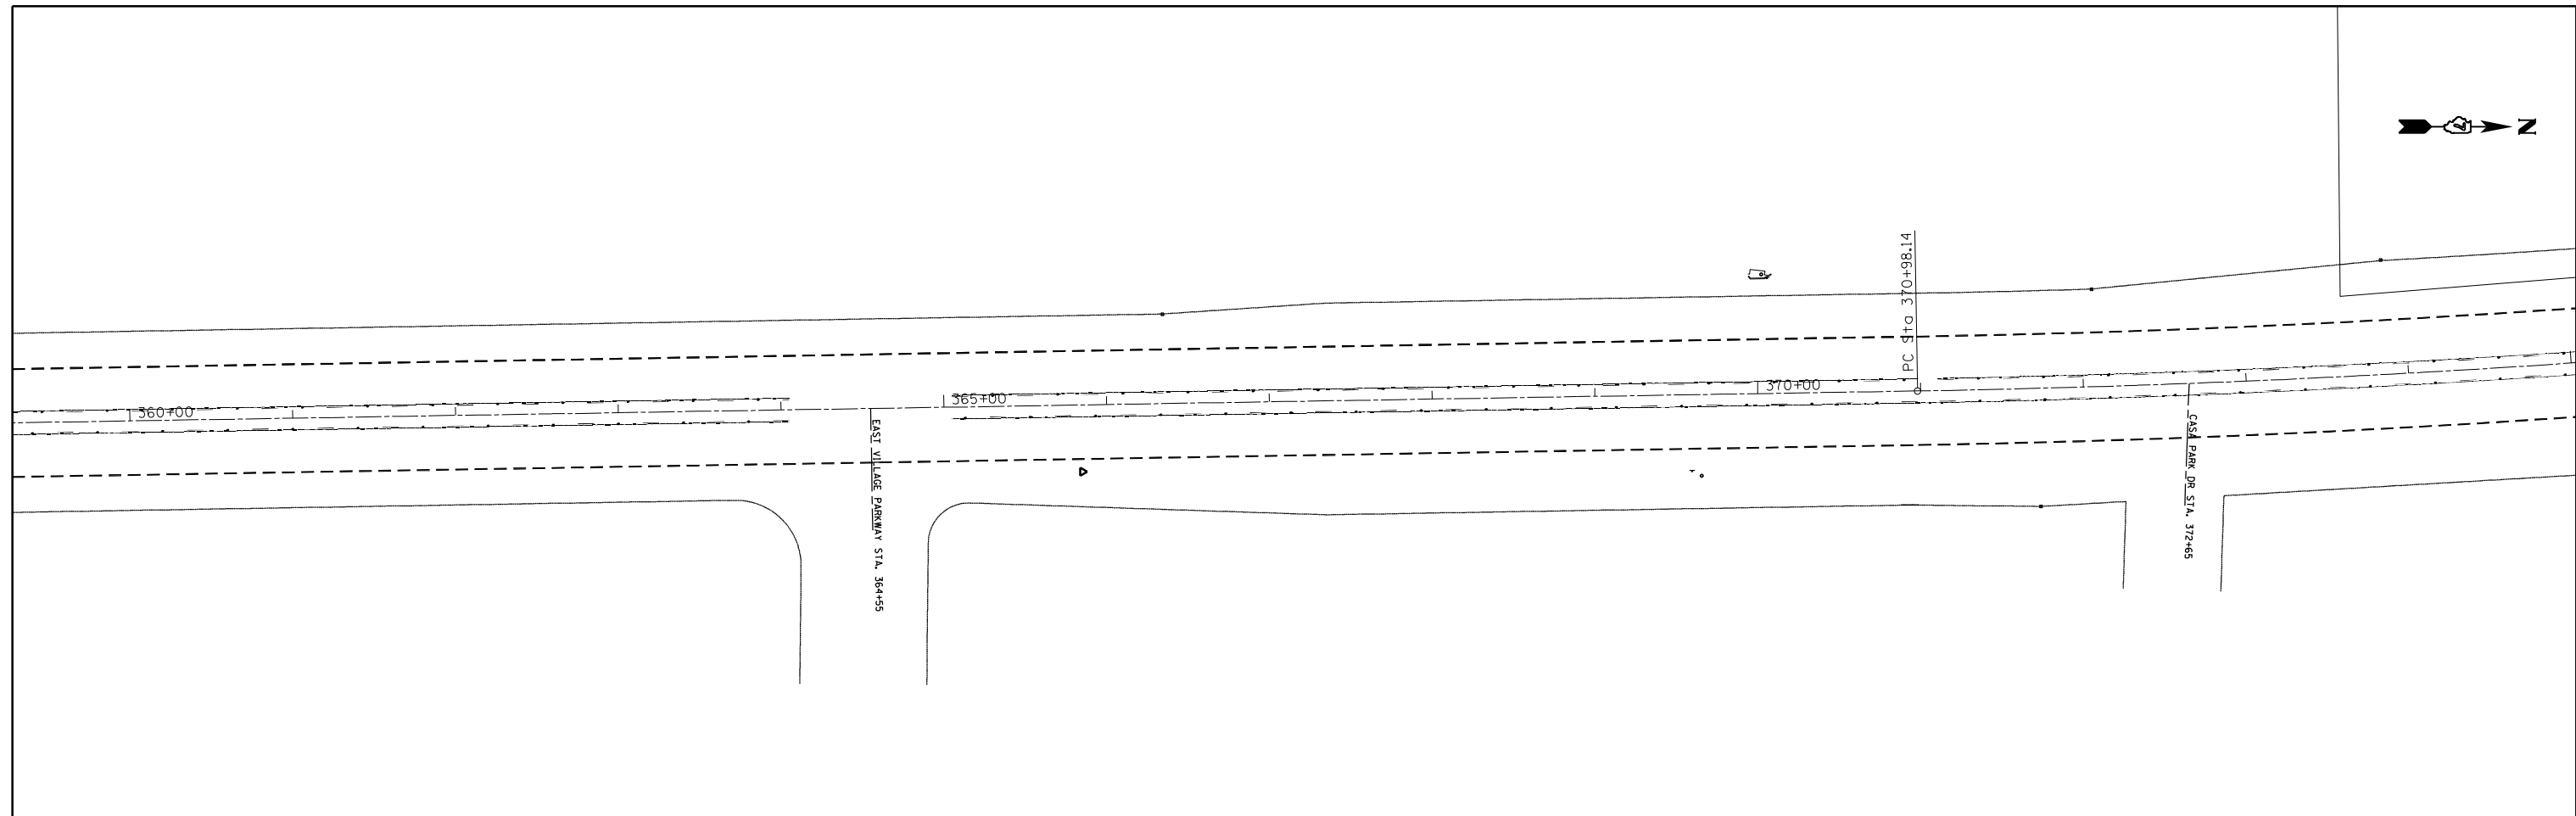 N
PC Sta 370+98.14
360+00
365+00
370+00
EAST VILLAGE PARKWAY STA. 364+55
CASA PARK DR STA. 372+65